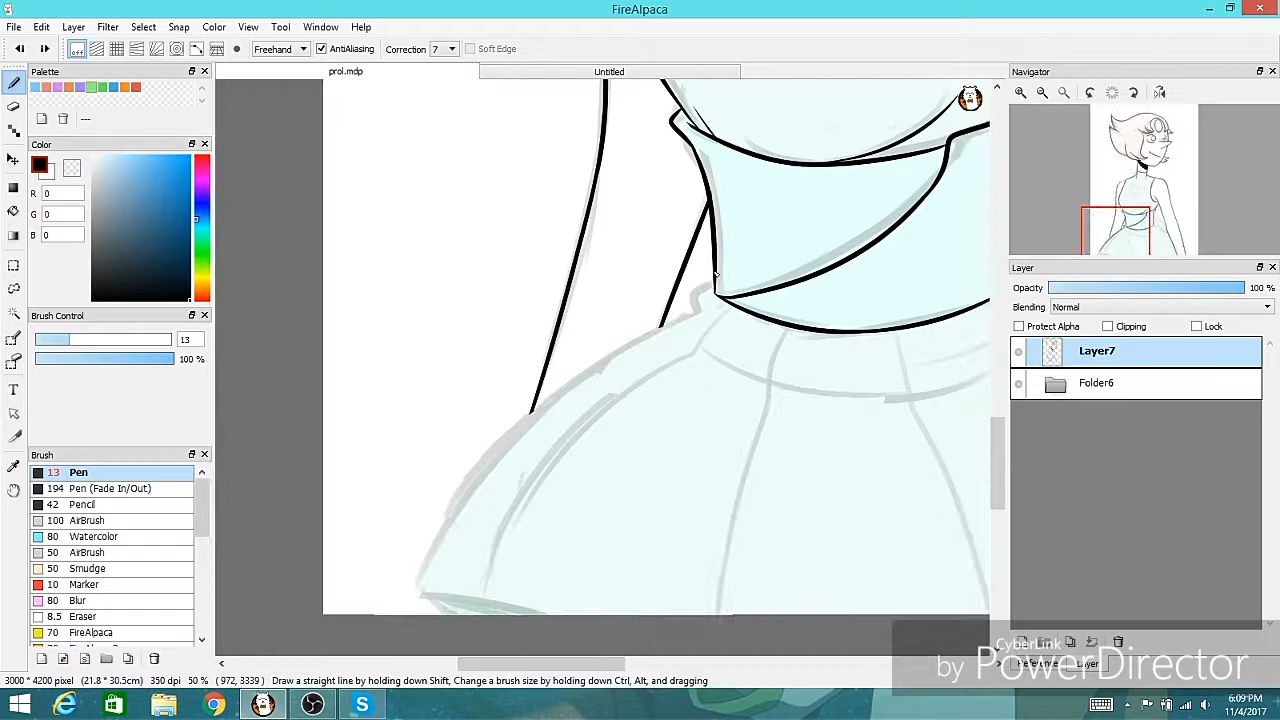 FireAlpaca
File Edit Layer Filter Select Snap Color View Tool Window Help
off Freehand AntiAliasing Correction 7 Soft Edge
Palette
prol.mdp Untitled
Navigator
---
Color
R 0
G 0
B 0
Layer
Opacity 100 %
Blending Normal
Protect Alpha Clipping Lock
Layer7
Folder6
Brush Control
13
100 %
Brush
13 Pen
194 Pen (Fade In/Out)
42 Pencil
100 AirBrush
80 Watercolor
50 AirBrush
50 Smudge
10 Marker
80 Blur
8.5 Eraser
70 FireAlpaca
Reference Layer
CyberLink
by PowerDirector
3000 * 4200 pixel (21.8 * 30.5cm) 350 dpi 50 % ( 972, 3339 ) Draw a straight line by holding down Shift, Change a brush size by holding down Ctrl, Alt, and dragging
6:09 PM
11/4/2017